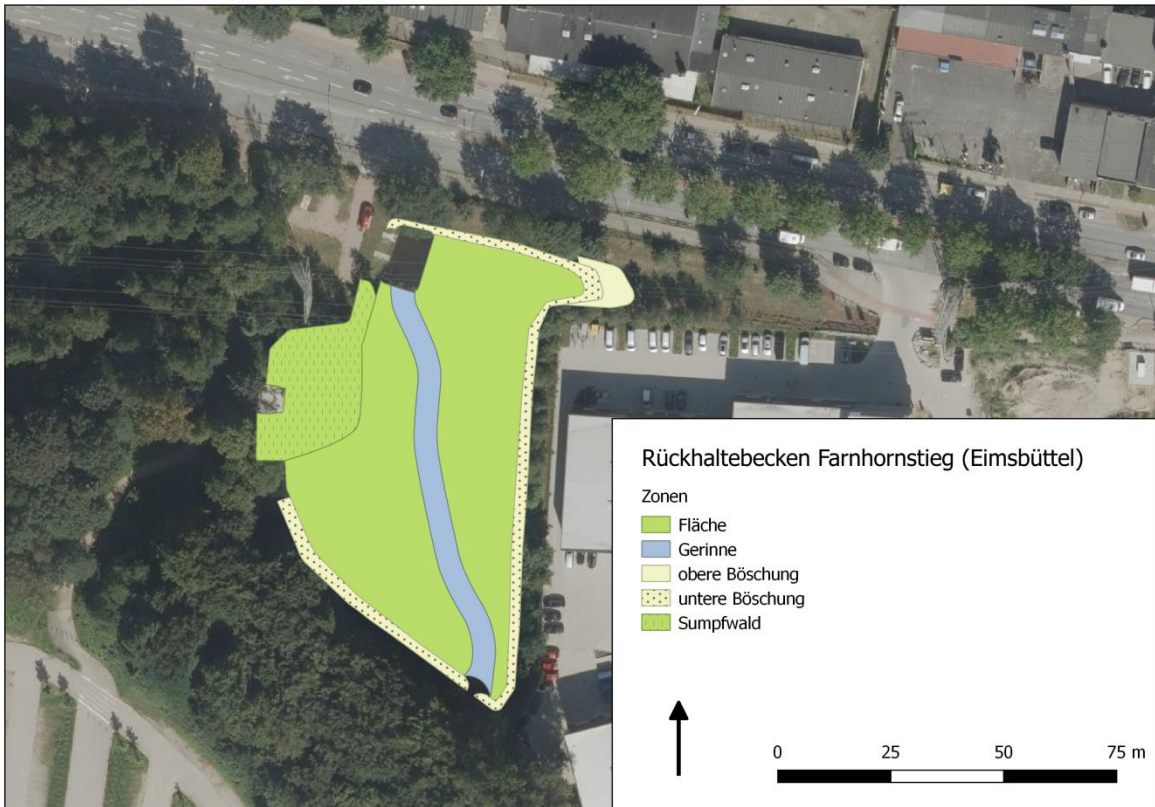 Rückhaltebecken Farnhornstieg (Eimsbüttel)
Zonen
Fläche
Gerinne
obere Böschung
untere Böschung
Sumpfwald
0 25 50 75 m